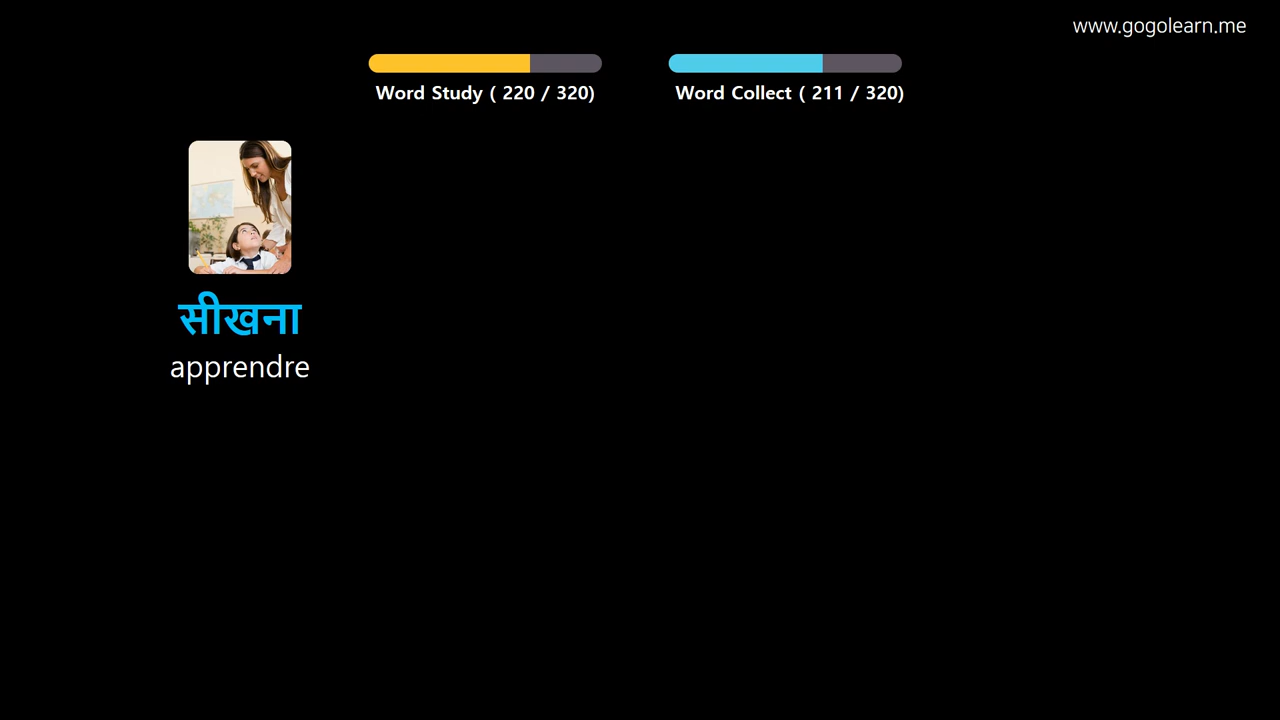 www.gogolearn.me
Word Study ( 220 / 320)
Word Collect ( 211 / 320)
सीखना
apprendre